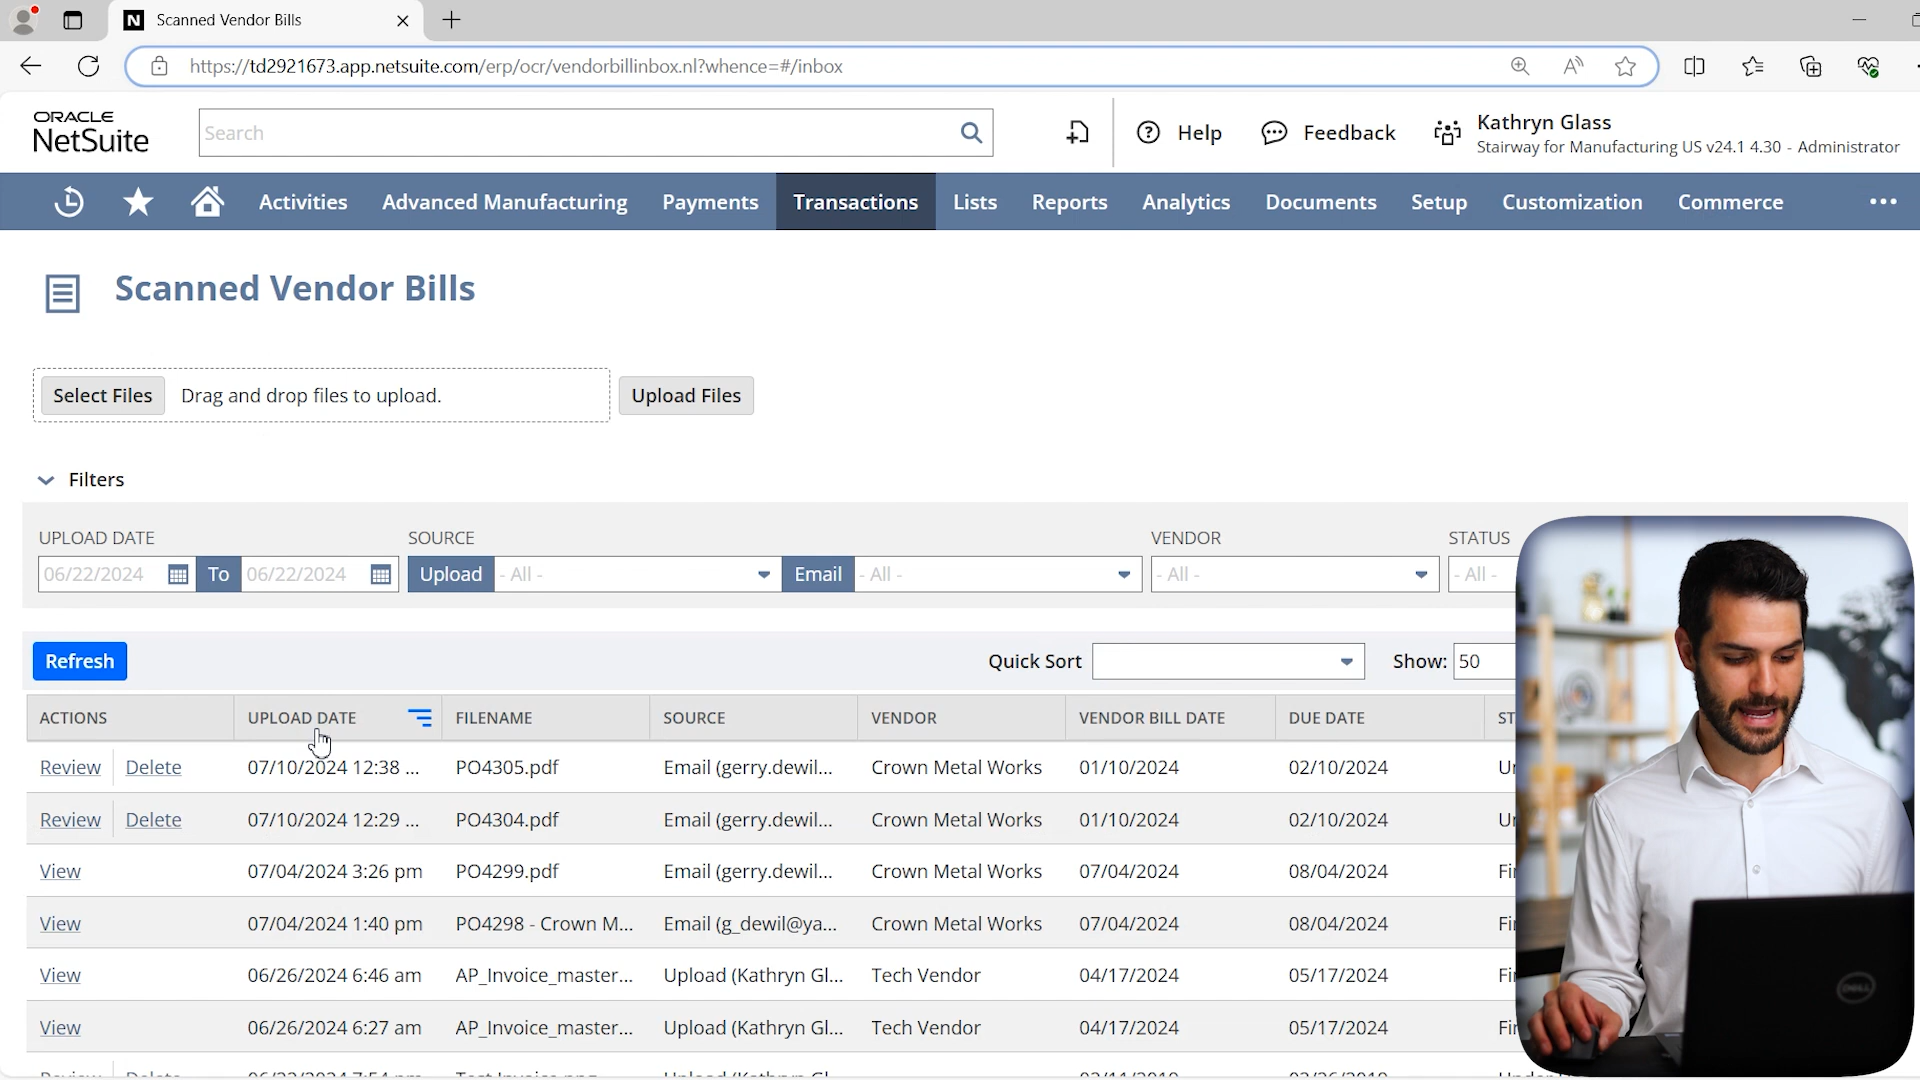 Scanned Vendor Bills
https://td2921673.app.netsuite.com/erp/ocr/vendorbillinbox.nl?whence=#/inbox
ORACLE
NetSuite
Search
Help
Feedback
Kathryn Glass
Stairway for Manufacturing US v24.1 4.30 - Administrator
Activities Advanced Manufacturing Payments Transactions Lists Reports Analytics Documents Setup Customization Commerce
Scanned Vendor Bills
Select Files Drag and drop files to upload. Upload Files
Filters
UPLOAD DATE SOURCE VENDOR STATUS
06/22/2024 To 06/22/2024 Upload - All - Email - All - - All - - All -
Refresh Quick Sort Show: 50
ACTIONS UPLOAD DATE FILENAME SOURCE VENDOR VENDOR BILL DATE DUE DATE ST
Review Delete 07/10/2024 12:38 ... PO4305.pdf Email (gerry.dewil... Crown Metal Works 01/10/2024 02/10/2024
Review Delete 07/10/2024 12:29 ... PO4304.pdf Email (gerry.dewil... Crown Metal Works 01/10/2024 02/10/2024
View 07/04/2024 3:26 pm PO4299.pdf Email (gerry.dewil... Crown Metal Works 07/04/2024 08/04/2024
View 07/04/2024 1:40 pm PO4298 - Crown M... Email (g_dewil@ya... Crown Metal Works 07/04/2024 08/04/2024
View 06/26/2024 6:46 am AP_Invoice_master... Upload (Kathryn Gl... Tech Vendor 04/17/2024 05/17/2024
View 06/26/2024 6:27 am AP_Invoice_master... Upload (Kathryn Gl... Tech Vendor 04/17/2024 05/17/2024
DELL